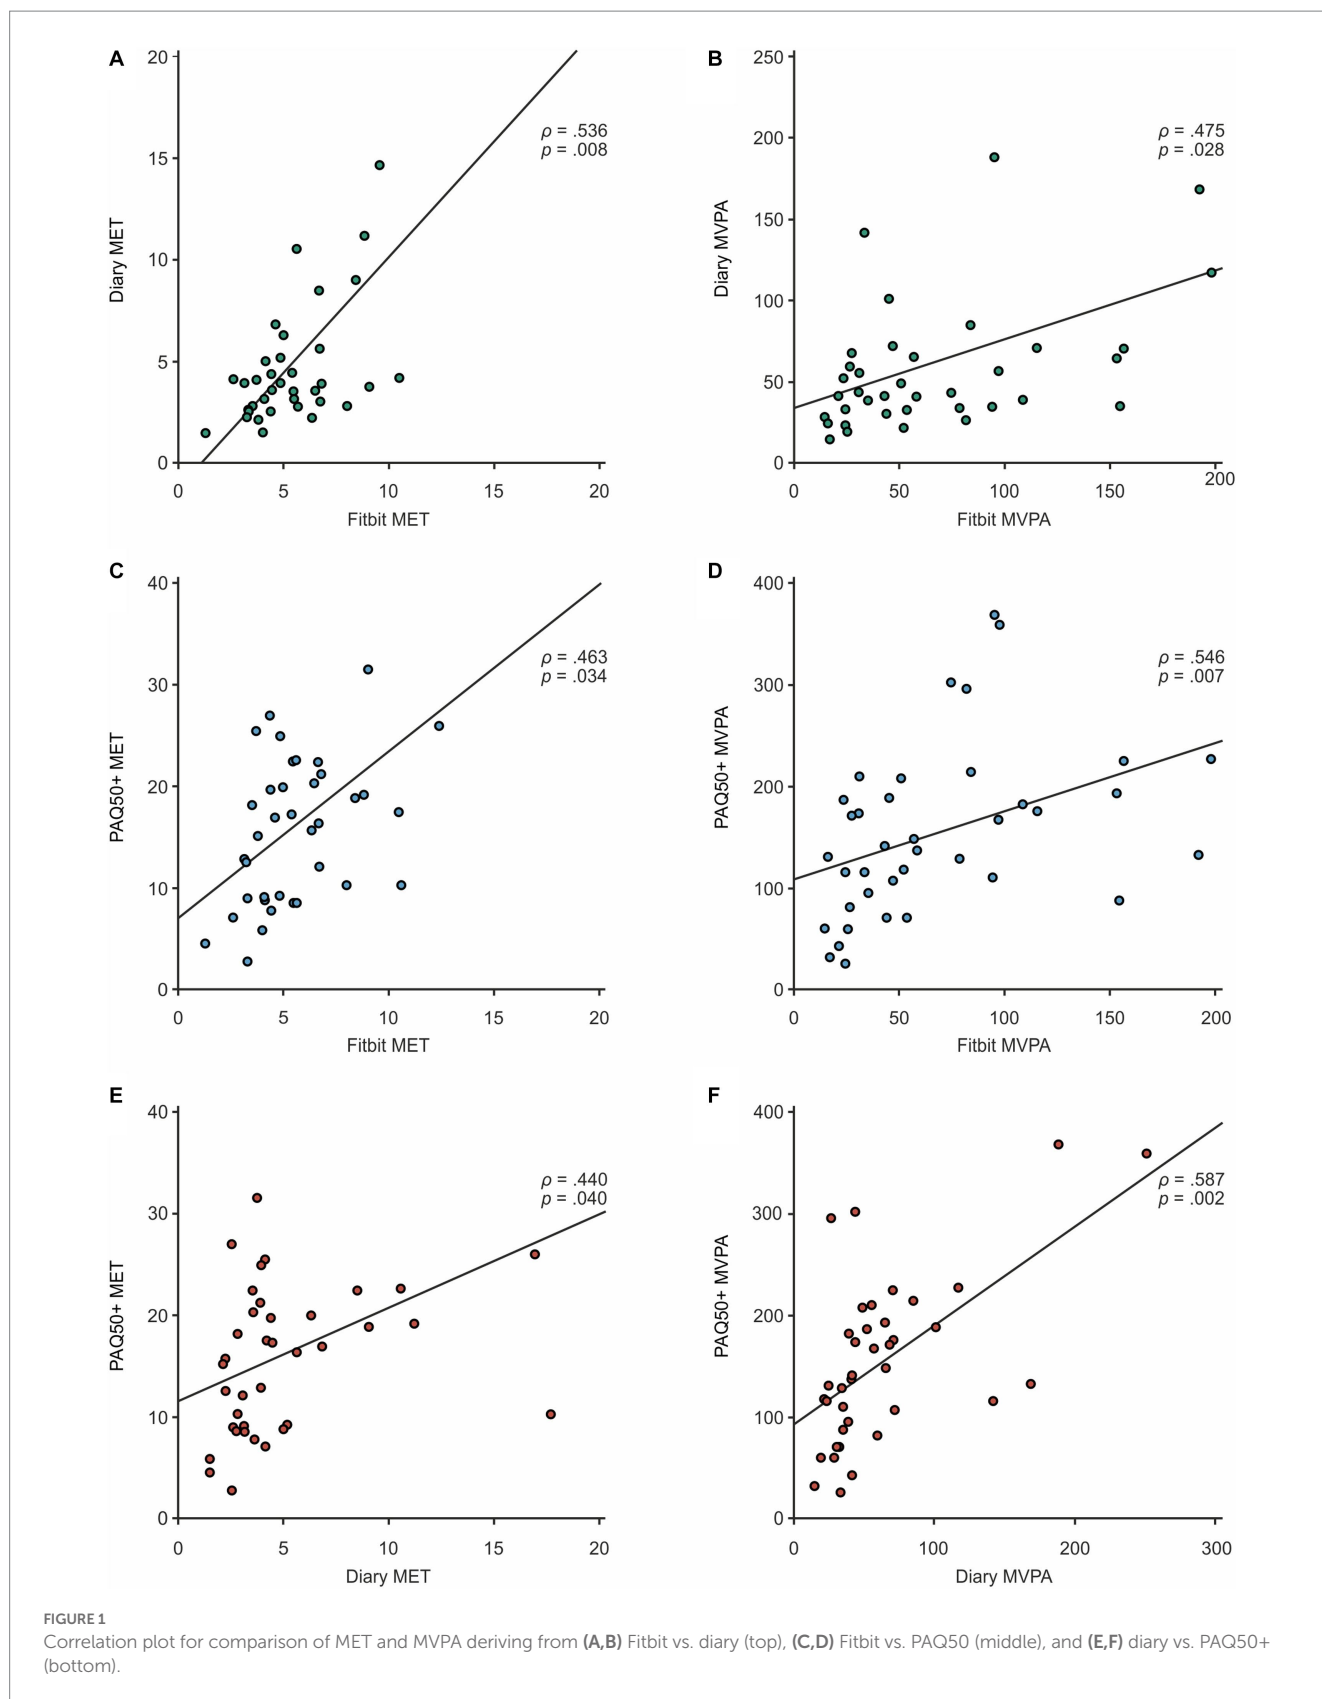 A
20
15
10
5
0
Diary MET
ρ = .536
p = .008
0 5 10 15 20
Fitbit MET
B
250
200
150
100
50
0
Diary MVPA
ρ = .475
p = .028
0 50 100 150 200
Fitbit MVPA
C
40
30
20
10
0
PAQ50+ MET
ρ = .463
p = .034
0 5 10 15 20
Fitbit MET
D
400
300
200
100
0
PAQ50+ MVPA
ρ = .546
p = .007
0 50 100 150 200
Fitbit MVPA
E
40
30
20
10
0
PAQ50+ MET
ρ = .440
p = .040
0 5 10 15 20
Diary MET
F
400
300
200
100
0
PAQ50+ MVPA
ρ = .587
p = .002
0 100 200 300
Diary MVPA
FIGURE 1
Correlation plot for comparison of MET and MVPA deriving from (A,B) Fitbit vs. diary (top), (C,D) Fitbit vs. PAQ50 (middle), and (E,F) diary vs. PAQ50+
(bottom).